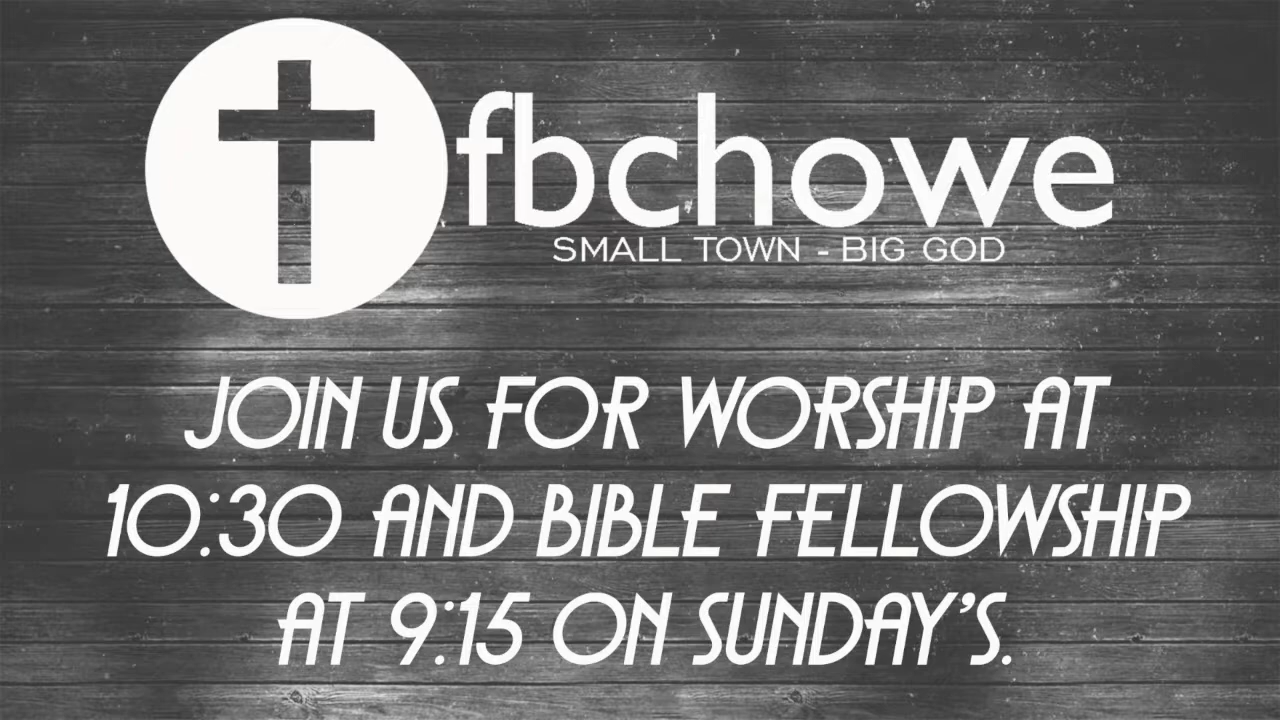 fbchowe
SMALL TOWN - BIG GOD
JOIN US FOR WORSHIP AT
10:30 AND BIBLE FELLOWSHIP
AT 9:15 ON SUNDAY'S.